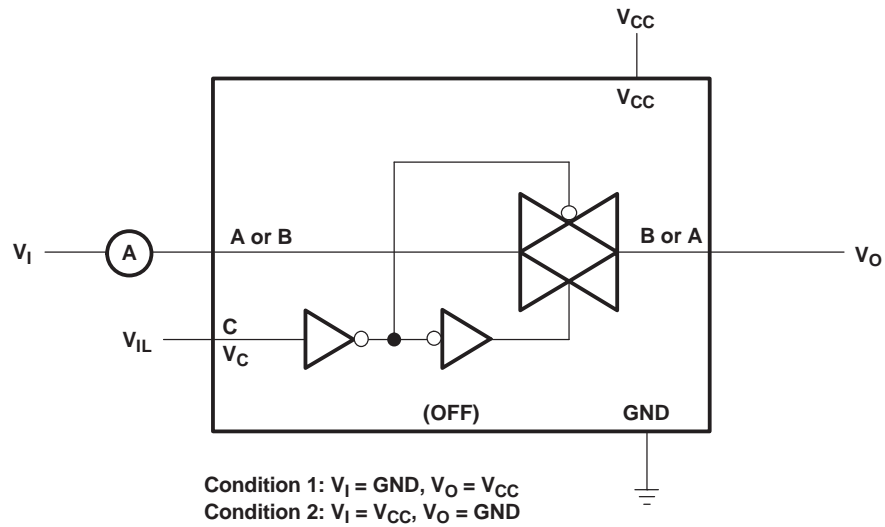 VCC
VCC
A or B
B or A
VI
A
VO
C
VIL
VC
(OFF)
GND
Condition 1: VI = GND, VO = VCC
Condition 2: VI = VCC, VO = GND